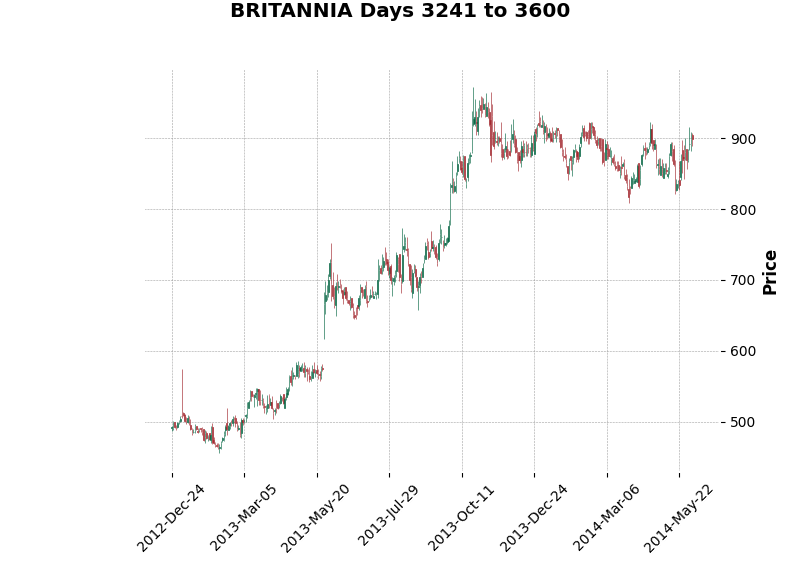 BRITANNIA Days 3241 to 3600
900
800
700
600
500
Price
2012-Dec-24
2013-Mar-05
2013-May-20
2013-Jul-29
2013-Oct-11
2013-Dec-24
2014-Mar-06
2014-May-22